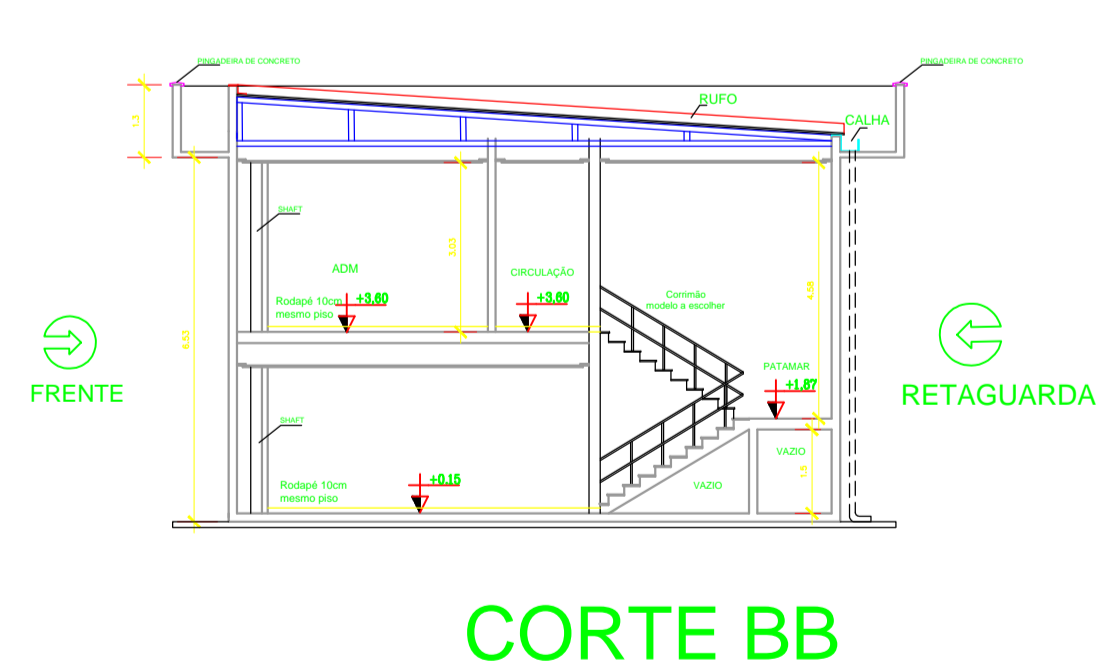 PINGADEIRA DE CONCRETO
PINGADEIRA DE CONCRETO
RUFO
CALHA
1.3
SHAFT
3.03
ADM
CIRCULAÇÃO
+3,60
+3,60
Rodapé 10cm
mesmo piso
Corrimão
modelo a escolher
4.58
6.53
FRENTE
RETAGUARDA
PATAMAR
+1,87
SHAFT
VAZIO
VAZIO
1.5
+0,15
Rodapé 10cm
mesmo piso
CORTE BB